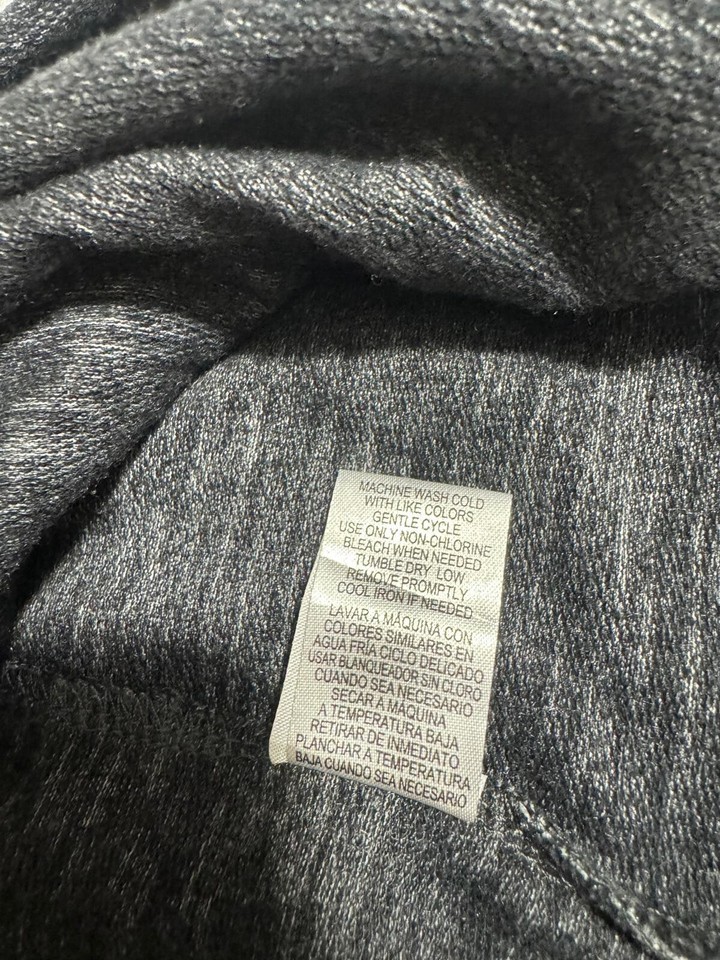 MACHINE WASH COLD
WITH LIKE COLORS
GENTLE CYCLE
USE ONLY NON-CHLORINE
BLEACH WHEN NEEDED
TUMBLE DRY LOW
REMOVE PROMPTLY
COOL IRON IF NEEDED
LAVAR A MÁQUINA CON
COLORES SIMILARES EN
AGUA FRÍA CICLO DELICADO
USAR BLANQUEADOR SIN CLORO
CUANDO SEA NECESARIO
SECAR A MÁQUINA
A TEMPERATURA BAJA
RETIRAR DE INMEDIATO
PLANCHAR A TEMPERATURA
BAJA CUANDO SEA NECESARIO